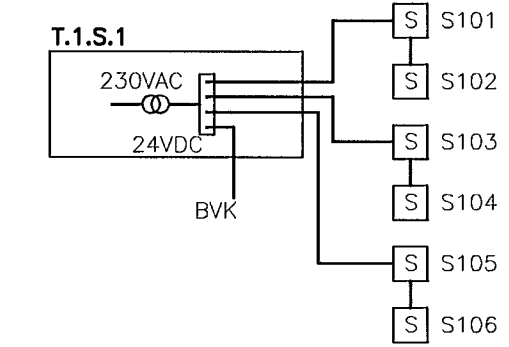 T.1.S.1
230VAC
24VDC
BVK
S S101
S S102
S S103
S S104
S S105
S S106